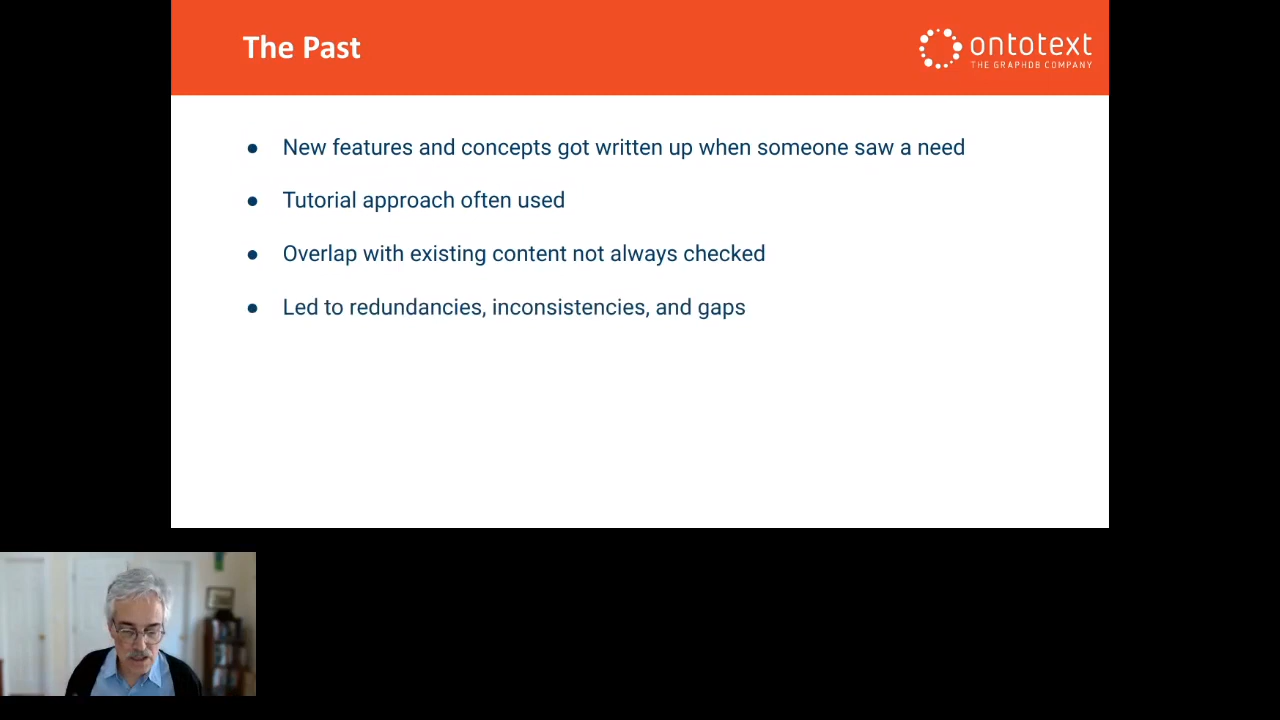 The Past
ontotext
THE GRAPHDB COMPANY
● New features and concepts got written up when someone saw a need
● Tutorial approach often used
● Overlap with existing content not always checked
● Led to redundancies, inconsistencies, and gaps